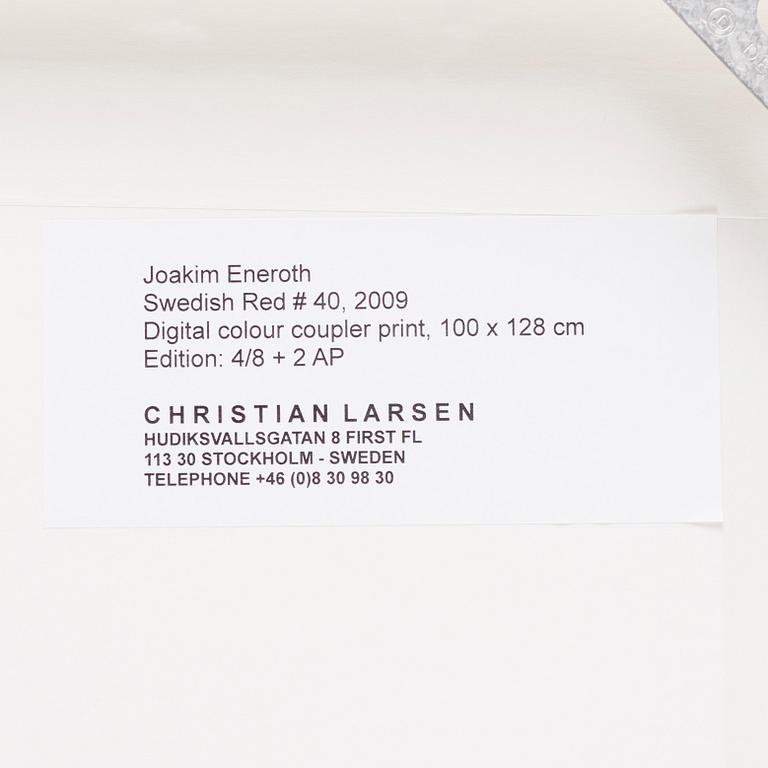 Joakim Eneroth
Swedish Red # 40, 2009
Digital colour coupler print, 100 x 128 cm
Edition: 4/8 + 2 AP
CHRISTIAN LARSEN
HUDIKSVALLSGATAN 8 FIRST FL
113 30 STOCKHOLM - SWEDEN
TELEPHONE +46 (0)8 30 98 30